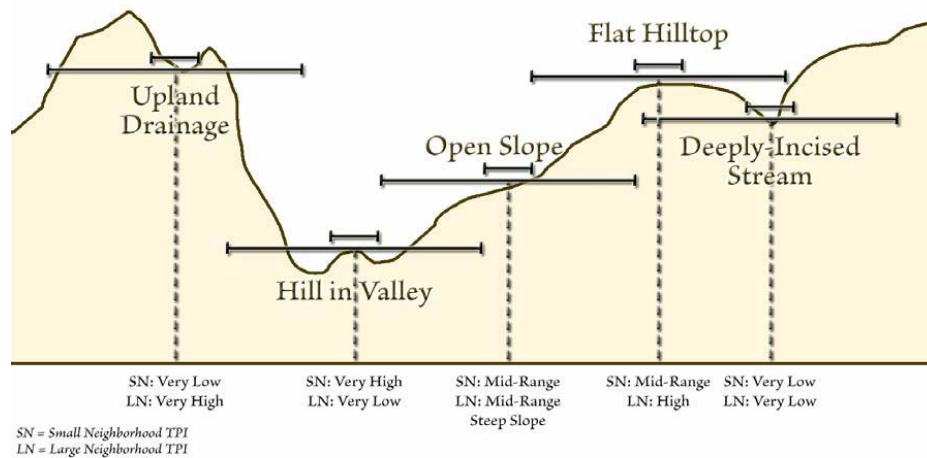 Flat Hilltop
Upland
Drainage
Open Slope
Deeply-Incised
Stream
Hill in Valley
SN: Very Low
LN: Very High
SN: Very High
LN: Very Low
SN: Mid-Range
LN: Mid-Range
Steep Slope
SN: Mid-Range
LN: High
SN: Very Low
LN: Very Low
SN = Small Neighborhood TPI
LN = Large Neighborhood TPI